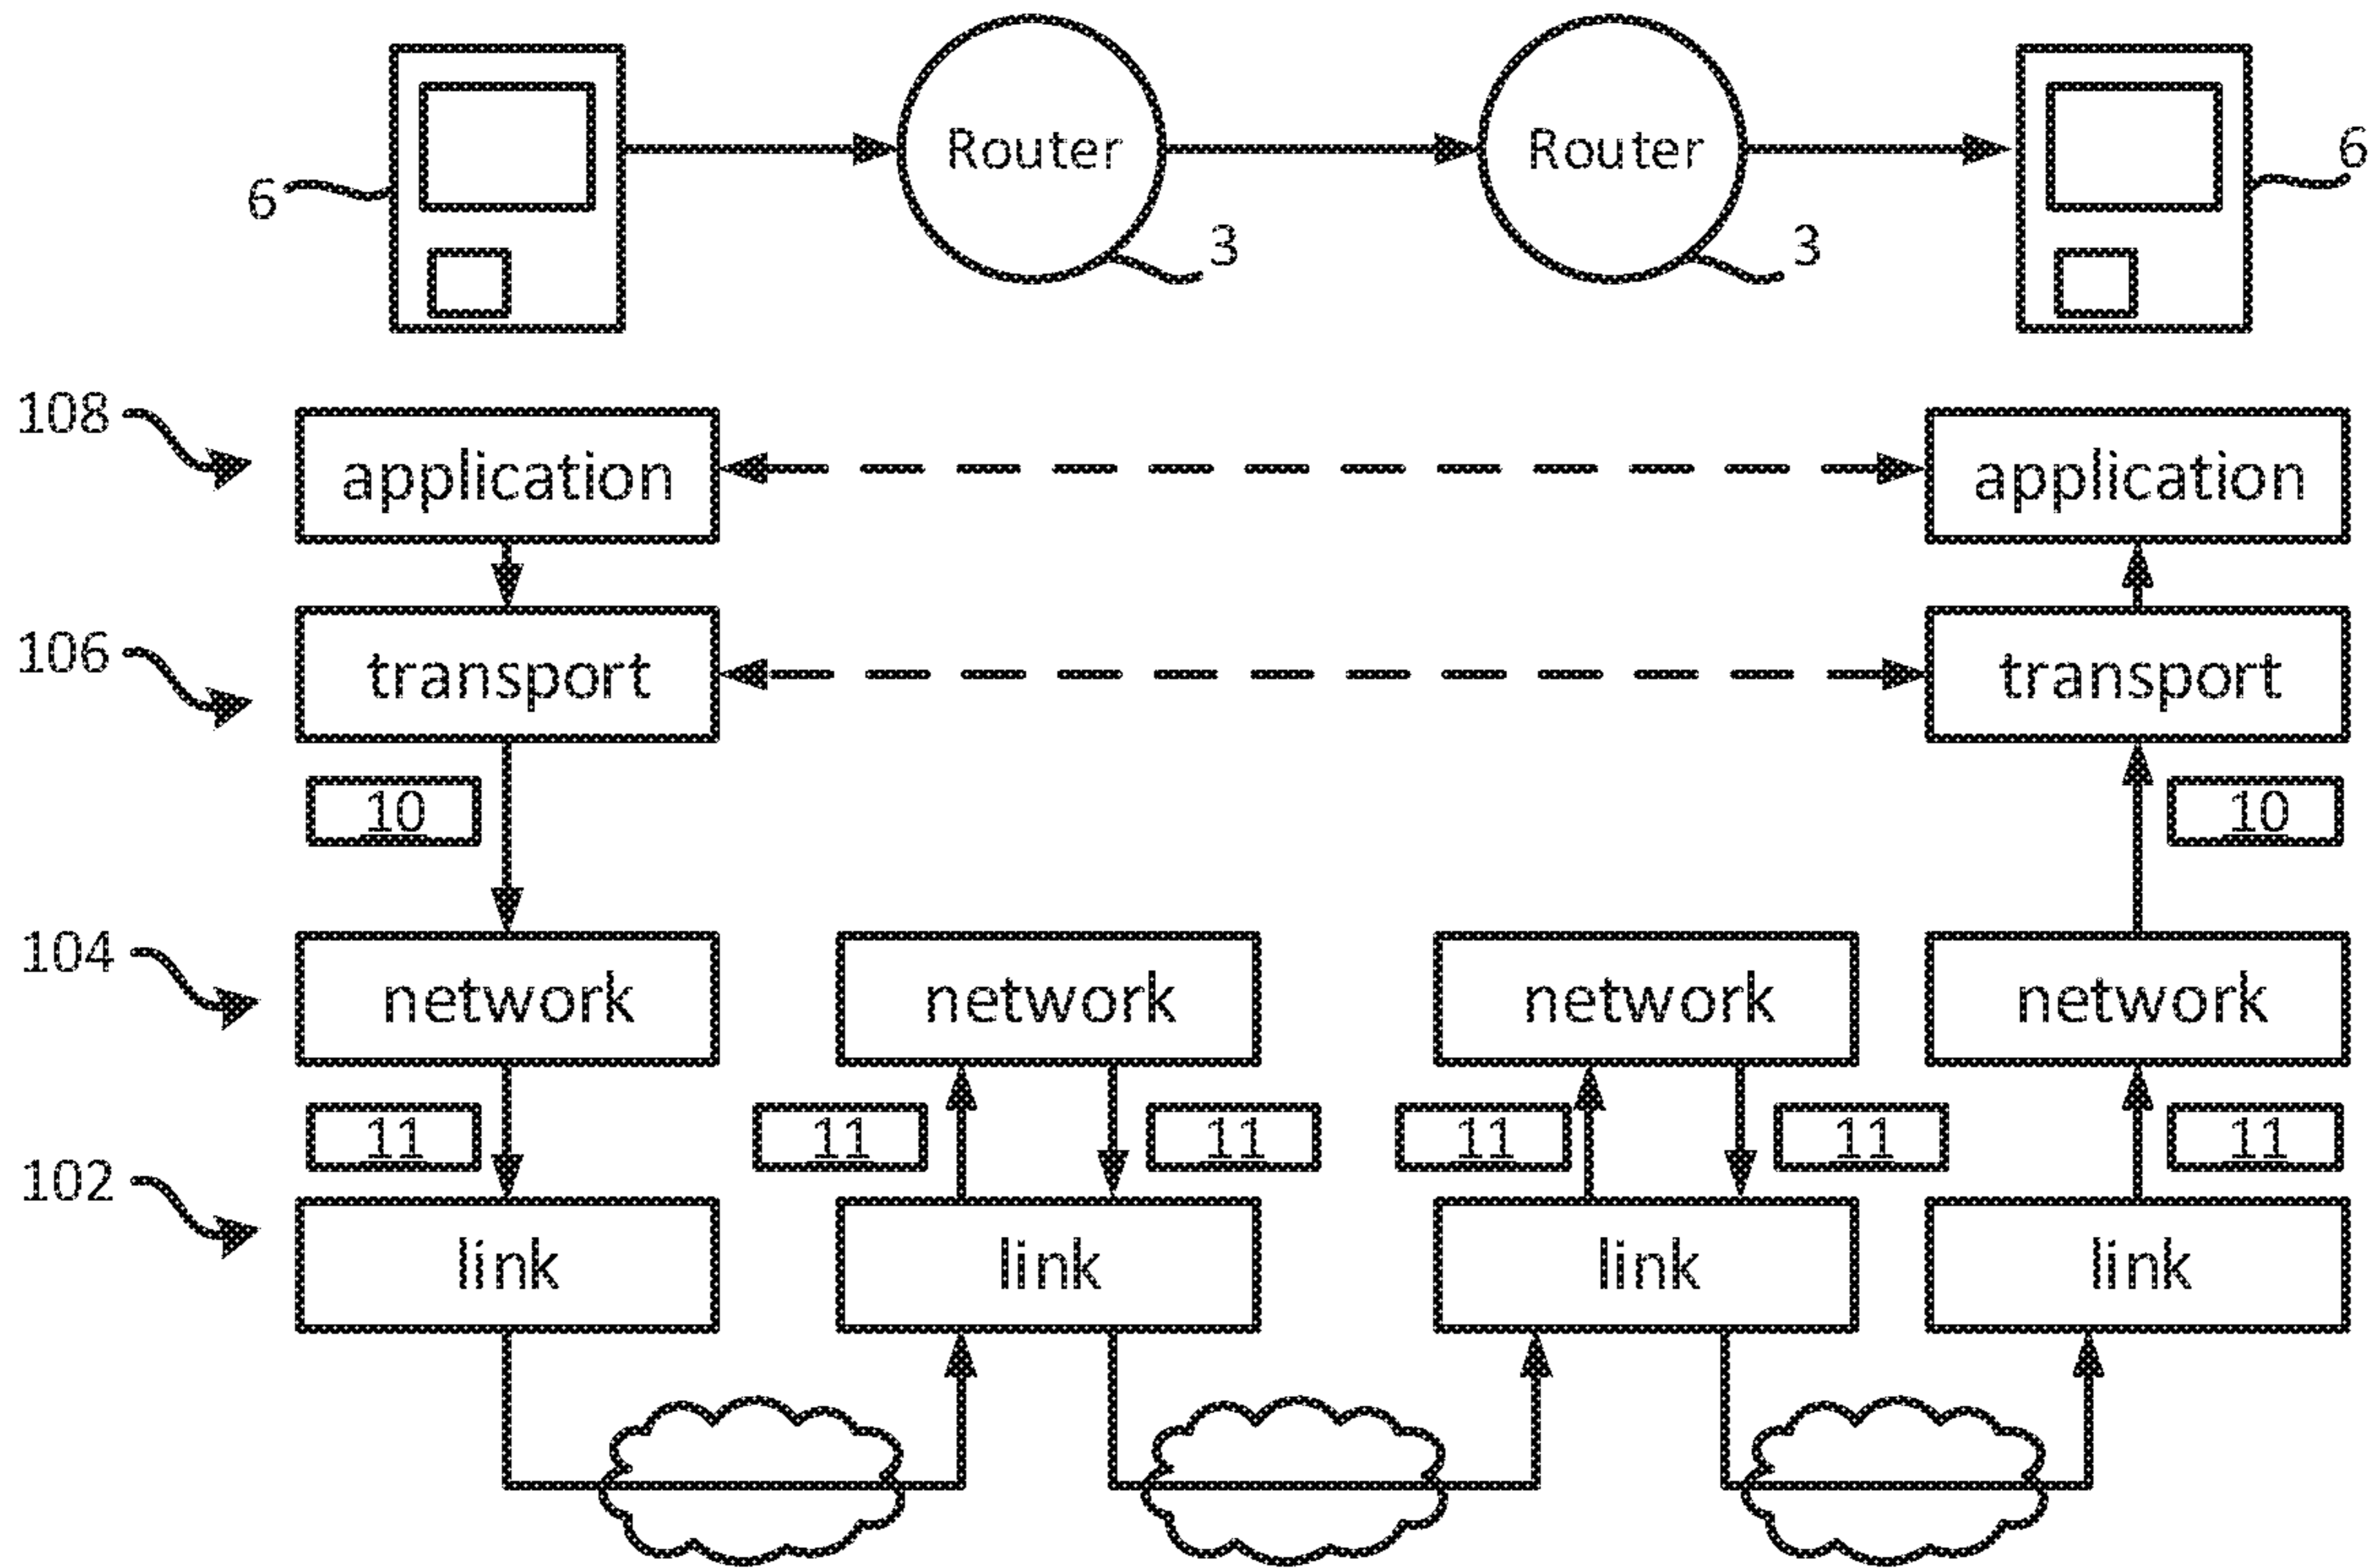 Router
Router
6
6
3
3
108
application
application
106
transport
transport
10
10
104
network
network
network
network
11
11
11
11
11
11
102
link
link
link
link